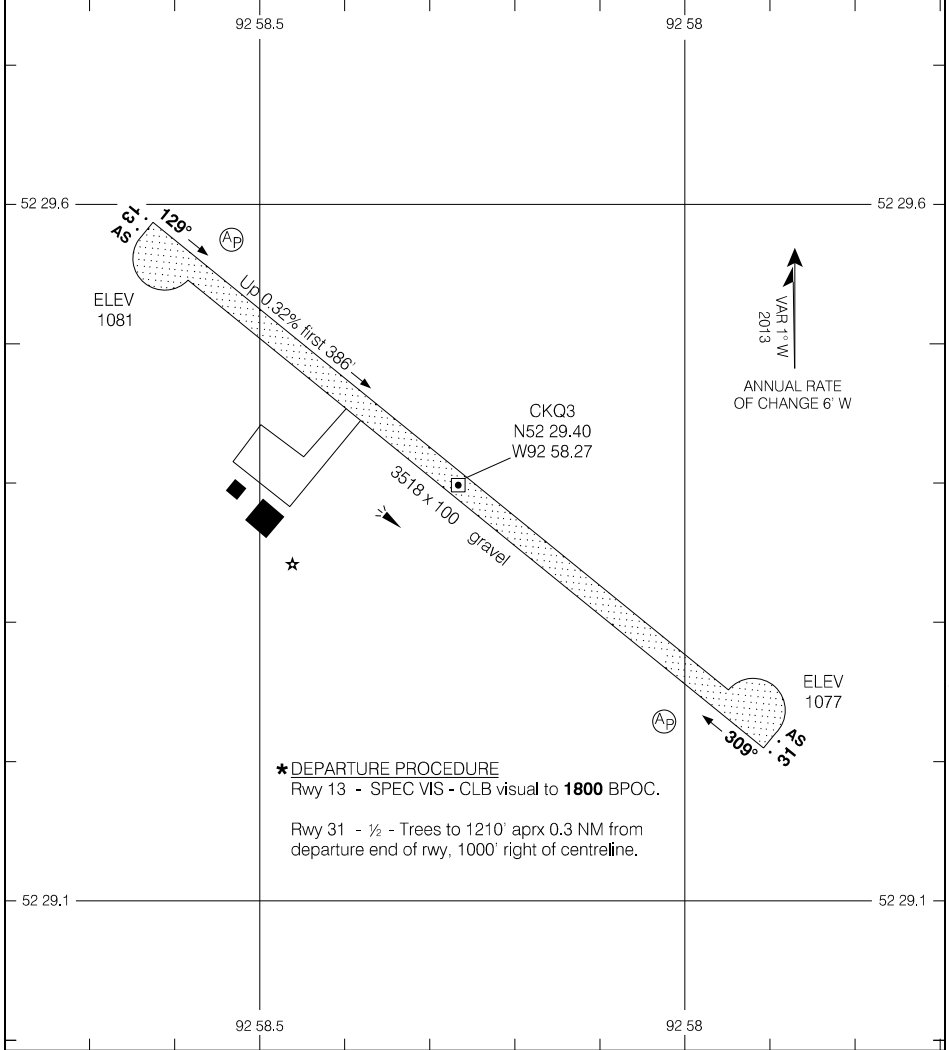 92 58.5
92 58
52 29.6
52 29.6
13
AS
129°
AP
ELEV
1081
Up 0.32% first 386'
VAR 1° W
2013
ANNUAL RATE
OF CHANGE 6' W
CKQ3
N52 29.40
W92 58.27
3518 x 100 gravel
ELEV
1077
AP
309°
AS
31
*DEPARTURE PROCEDURE
Rwy 13 - SPEC VIS - CLB visual to 1800 BPOC.
Rwy 31 - ½ - Trees to 1210' aprx 0.3 NM from
departure end of rwy, 1000' right of centreline.
52 29.1
52 29.1
92 58.5
92 58